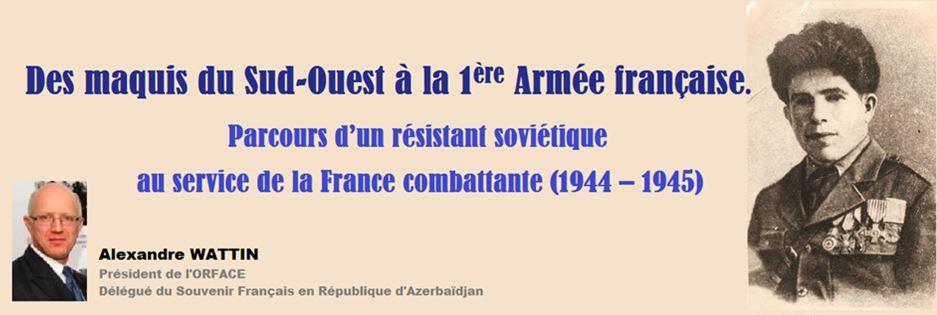 Des maquis du Sud-Ouest à la 1ère Armée française.
Parcours d'un résistant soviétique
au service de la France combattante (1944 – 1945)
Alexandre WATTIN
Président de l'ORFACE
Délégué du Souvenir Français en République d'Azerbaïdjan